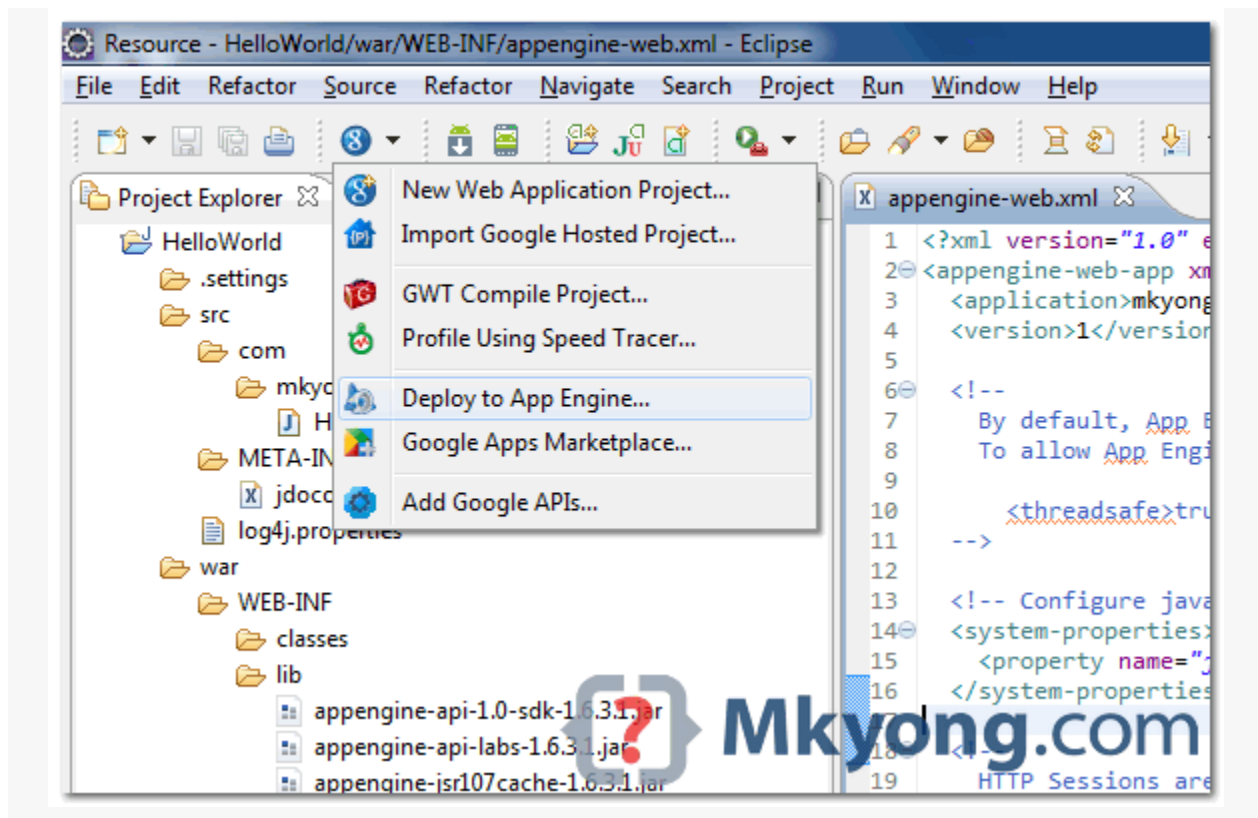 Resource - HelloWorld/war/WEB-INF/appengine-web.xml - Eclipse
File Edit Refactor Source Refactor Navigate Search Project Run Window Help
Project Explorer
HelloWorld
.settings
src
com
META-IN
log4j.properties
war
WEB-INF
classes
lib
appengine-api-1.0-sdk-1.6.3.1.jar
appengine-api-labs-1.6.3.1.jar
appengine-jsr107cache-1.6.3.1.jar
New Web Application Project...
Import Google Hosted Project...
GWT Compile Project...
Profile Using Speed Tracer...
Deploy to App Engine...
Google Apps Marketplace...
Add Google APIs...
appengine-web.xml
1 <?xml version="1.0" e
2 <appengine-web-app xm
3 <application>mkyong
4 <version>1</version
5
6 <!--
7 By default, App E
8 To allow App Engi
9
10 <threadsafe>tru
11 -->
12
13 <!-- Configure java
14 <system-properties>
15 <property name="j
16 </system-properties
18 <!--
19 HTTP Sessions are
Mkyong.com